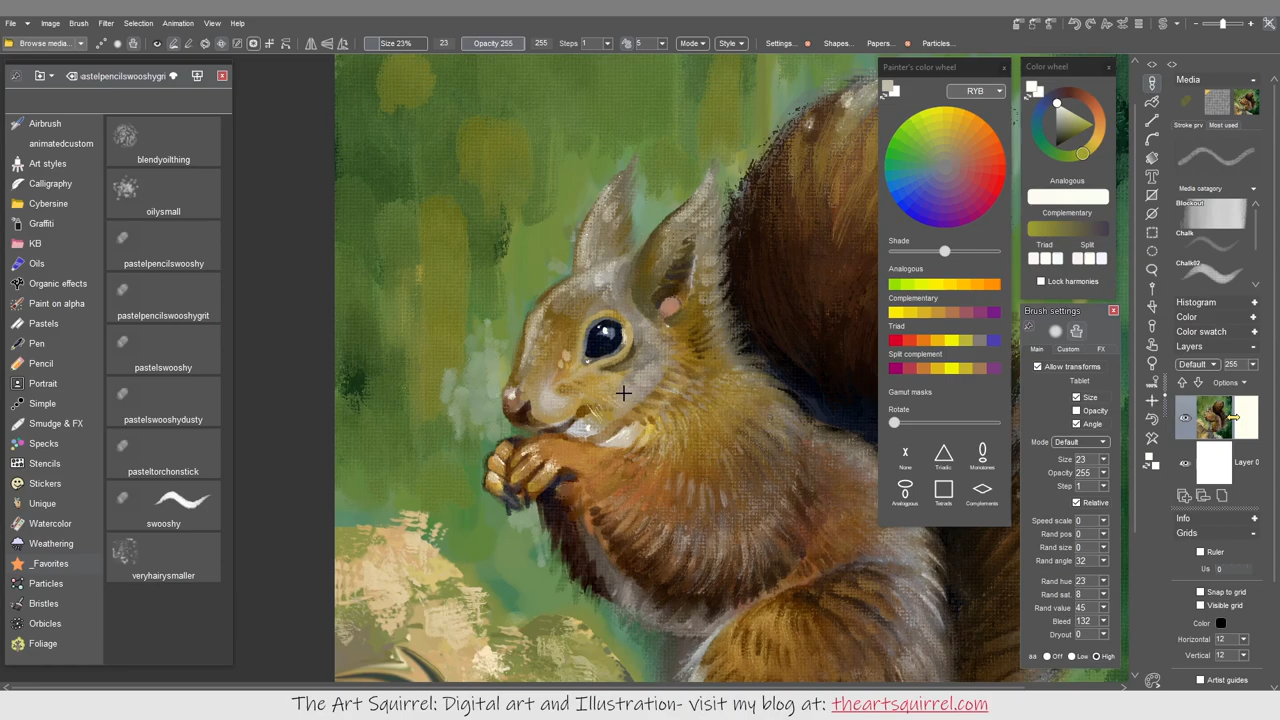 File Image Brush Filter Selection Animation View Help
Browse media... Size 23% 23 Opacity 255 255 Steps 1 5 Mode Style Settings... Shapes... Papers... Particles...
astelpencilswooshygri
Airbrush
animatedcustom
Art styles
Calligraphy
Cybersine
Graffiti
KB
Oils
Organic effects
Paint on alpha
Pastels
Pen
Pencil
Portrait
Simple
Smudge & FX
Specks
Stencils
Stickers
Unique
Watercolor
Weathering
_Favorites
Particles
Bristles
Orbicles
Foliage
blendyoilthing
oilysmall
pastelpencilswooshy
pastelpencilswooshygrit
pastelswooshy
pastelswooshydusty
pasteltorchonstick
swooshy
veryhairysmaller
Painter's color wheel
RYB
Shade
Analogous
Complementary
Triad
Split complement
Gamut masks
Rotate
None Triadic Monotones
Analogous Tetrads Complements
Color wheel
Analogous
Complementary
Triad Split
Lock harmonies
Brush settings
Main Custom FX
Allow transforms
Tablet
Size
Opacity
Angle
Mode Default
Size 23
Opacity 255
Step 1
Relative
Speed scale 0
Rand pos 0
Rand size 0
Rand angle 32
Rand hue 23
Rand sat. 8
Rand value 45
Bleed 132
Dryout 0
aa Off Low High
Media
Stroke prv Most used
Media catagory
Blockout
Chalk
Chalk02
Histogram
Color
Color swatch
Layers
Default 255
Options
Layer 0
Info
Grids
Ruler
Us 0
Snap to grid
Visible grid
Color
Horizontal 12
Vertical 12
Artist guides
The Art Squirrel: Digital art and Illustration- visit my blog at: theartsquirrel.com